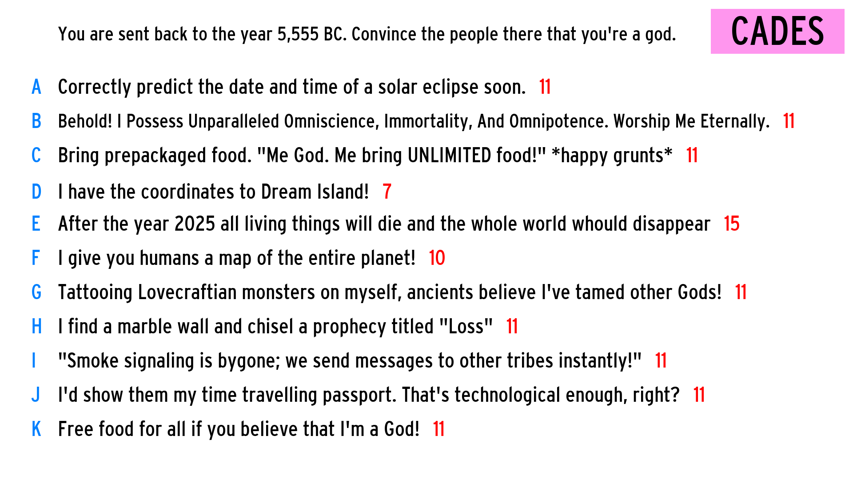 You are sent back to the year 5,555 BC. Convince the people there that you're a god. CADES
A Correctly predict the date and time of a solar eclipse soon. 11
B Behold! I Possess Unparalleled Omniscience, Immortality, And Omnipotence. Worship Me Eternally. 11
C Bring prepackaged food. "Me God. Me bring UNLIMITED food!" *happy grunts* 11
D I have the coordinates to Dream Island! 7
E After the year 2025 all living things will die and the whole world whould disappear 15
F I give you humans a map of the entire planet! 10
G Tattooing Lovecraftian monsters on myself, ancients believe I've tamed other Gods! 11
H I find a marble wall and chisel a prophecy titled "Loss" 11
I "Smoke signaling is bygone; we send messages to other tribes instantly!" 11
J I'd show them my time travelling passport. That's technological enough, right? 11
K Free food for all if you believe that I'm a God! 11